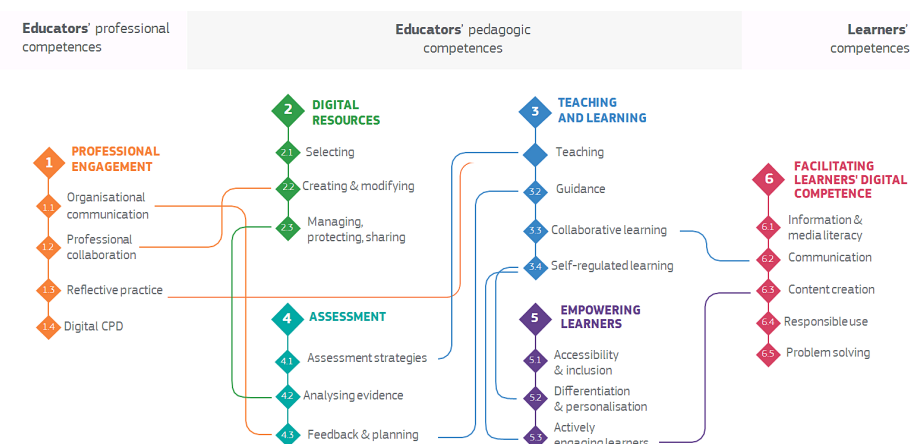 Educators' professional
competences
Educators' pedagogic
competences
Learners'
competences
1
PROFESSIONAL
ENGAGEMENT
1.1
Organisational
communication
1.2
Professional
collaboration
1.3
Reflective practice
1.4
Digital CPD
2
DIGITAL
RESOURCES
2.1
Selecting
2.2
Creating & modifying
2.3
Managing,
protecting, sharing
3
TEACHING
AND LEARNING
Teaching
3.2
Guidance
3.3
Collaborative learning
3.4
Self-regulated learning
4
ASSESSMENT
4.1
Assessment strategies
4.2
Analysing evidence
4.3
Feedback & planning
5
EMPOWERING
LEARNERS
5.1
Accessibility
& inclusion
5.2
Differentiation
& personalisation
5.3
Actively
engaging learners
6
FACILITATING
LEARNERS' DIGITAL
COMPETENCE
6.1
Information &
media literacy
6.2
Communication
6.3
Content creation
6.4
Responsible use
6.5
Problem solving